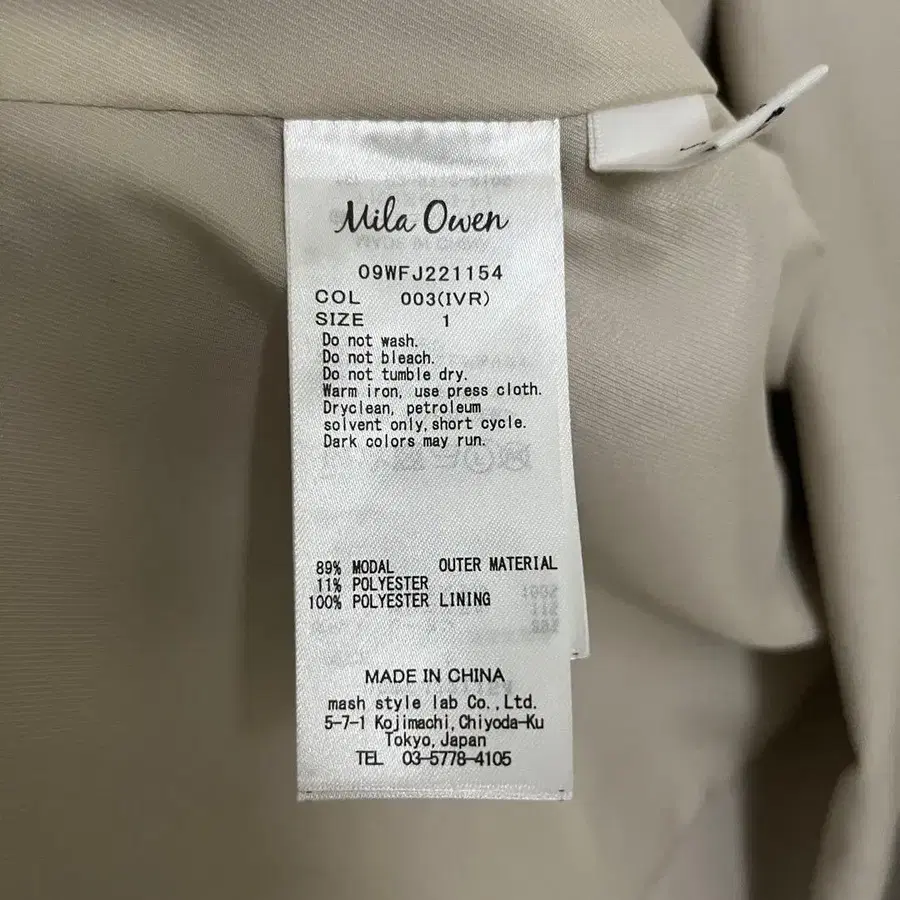 Mila Owen
09WFJ221154
COL 003(IVR)
SIZE 1
Do not wash.
Do not bleach.
Do not tumble dry.
Warm iron, use press cloth.
Dryclean, petroleum
solvent only, short cycle.
Dark colors may run.
89% MODAL OUTER MATERIAL
11% POLYESTER
100% POLYESTER LINING
MADE IN CHINA
mash style lab Co., Ltd.
5-7-1 Kojimachi, Chiyoda-Ku
Tokyo, Japan
TEL 03-5778-4105